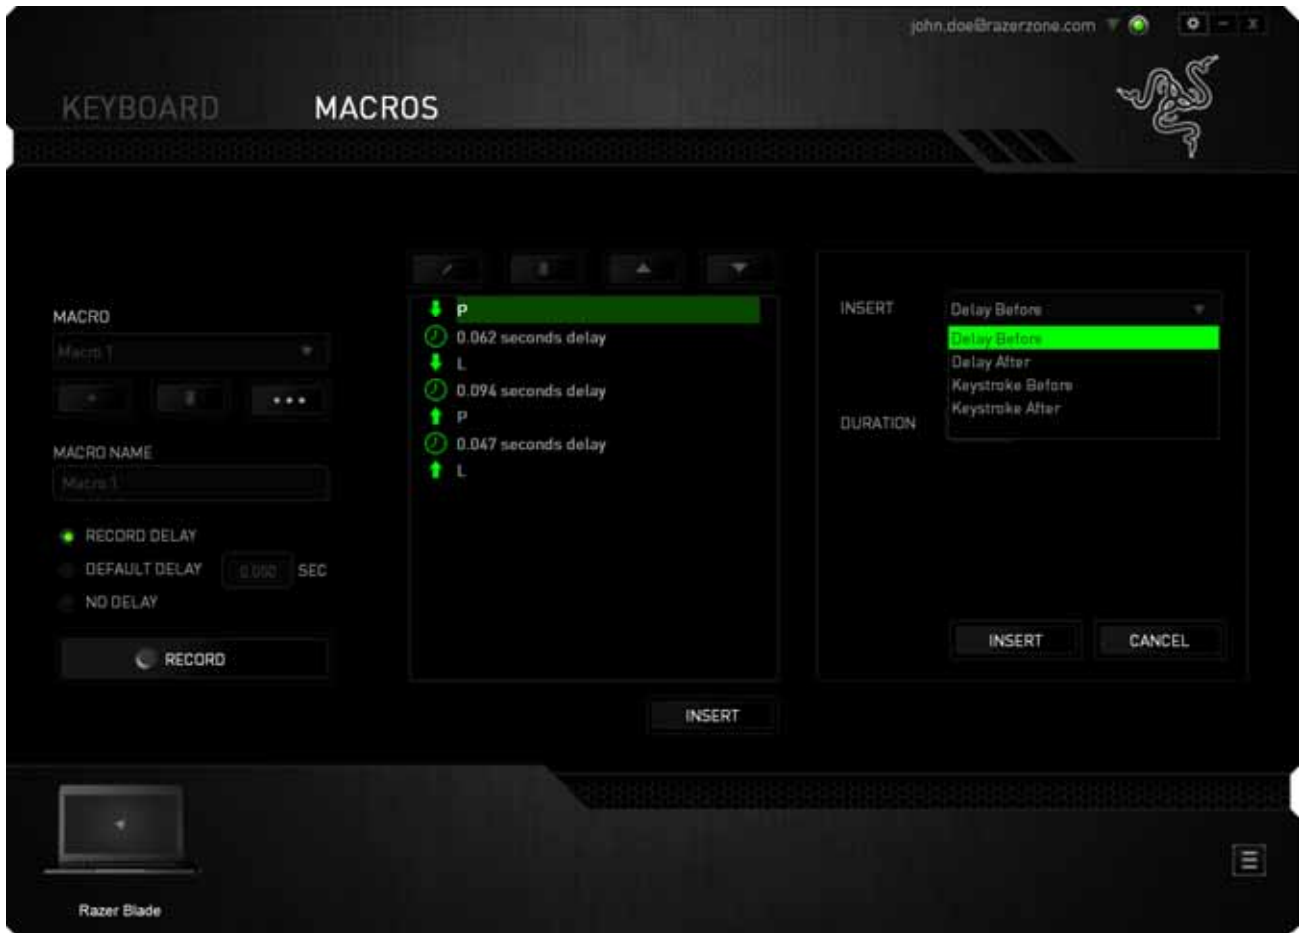 john.doe@razerzone.com
KEYBOARD
MACROS
MACRO
Macro 1
MACRO NAME
Macro 1
RECORD DELAY
DEFAULT DELAY 0.000 SEC
NO DELAY
RECORD
P
0.062 seconds delay
L
0.094 seconds delay
P
0.047 seconds delay
L
INSERT
INSERT Delay Before
Delay Before
Delay After
Keystroke Before
Keystroke After
DURATION
INSERT CANCEL
Razer Blade